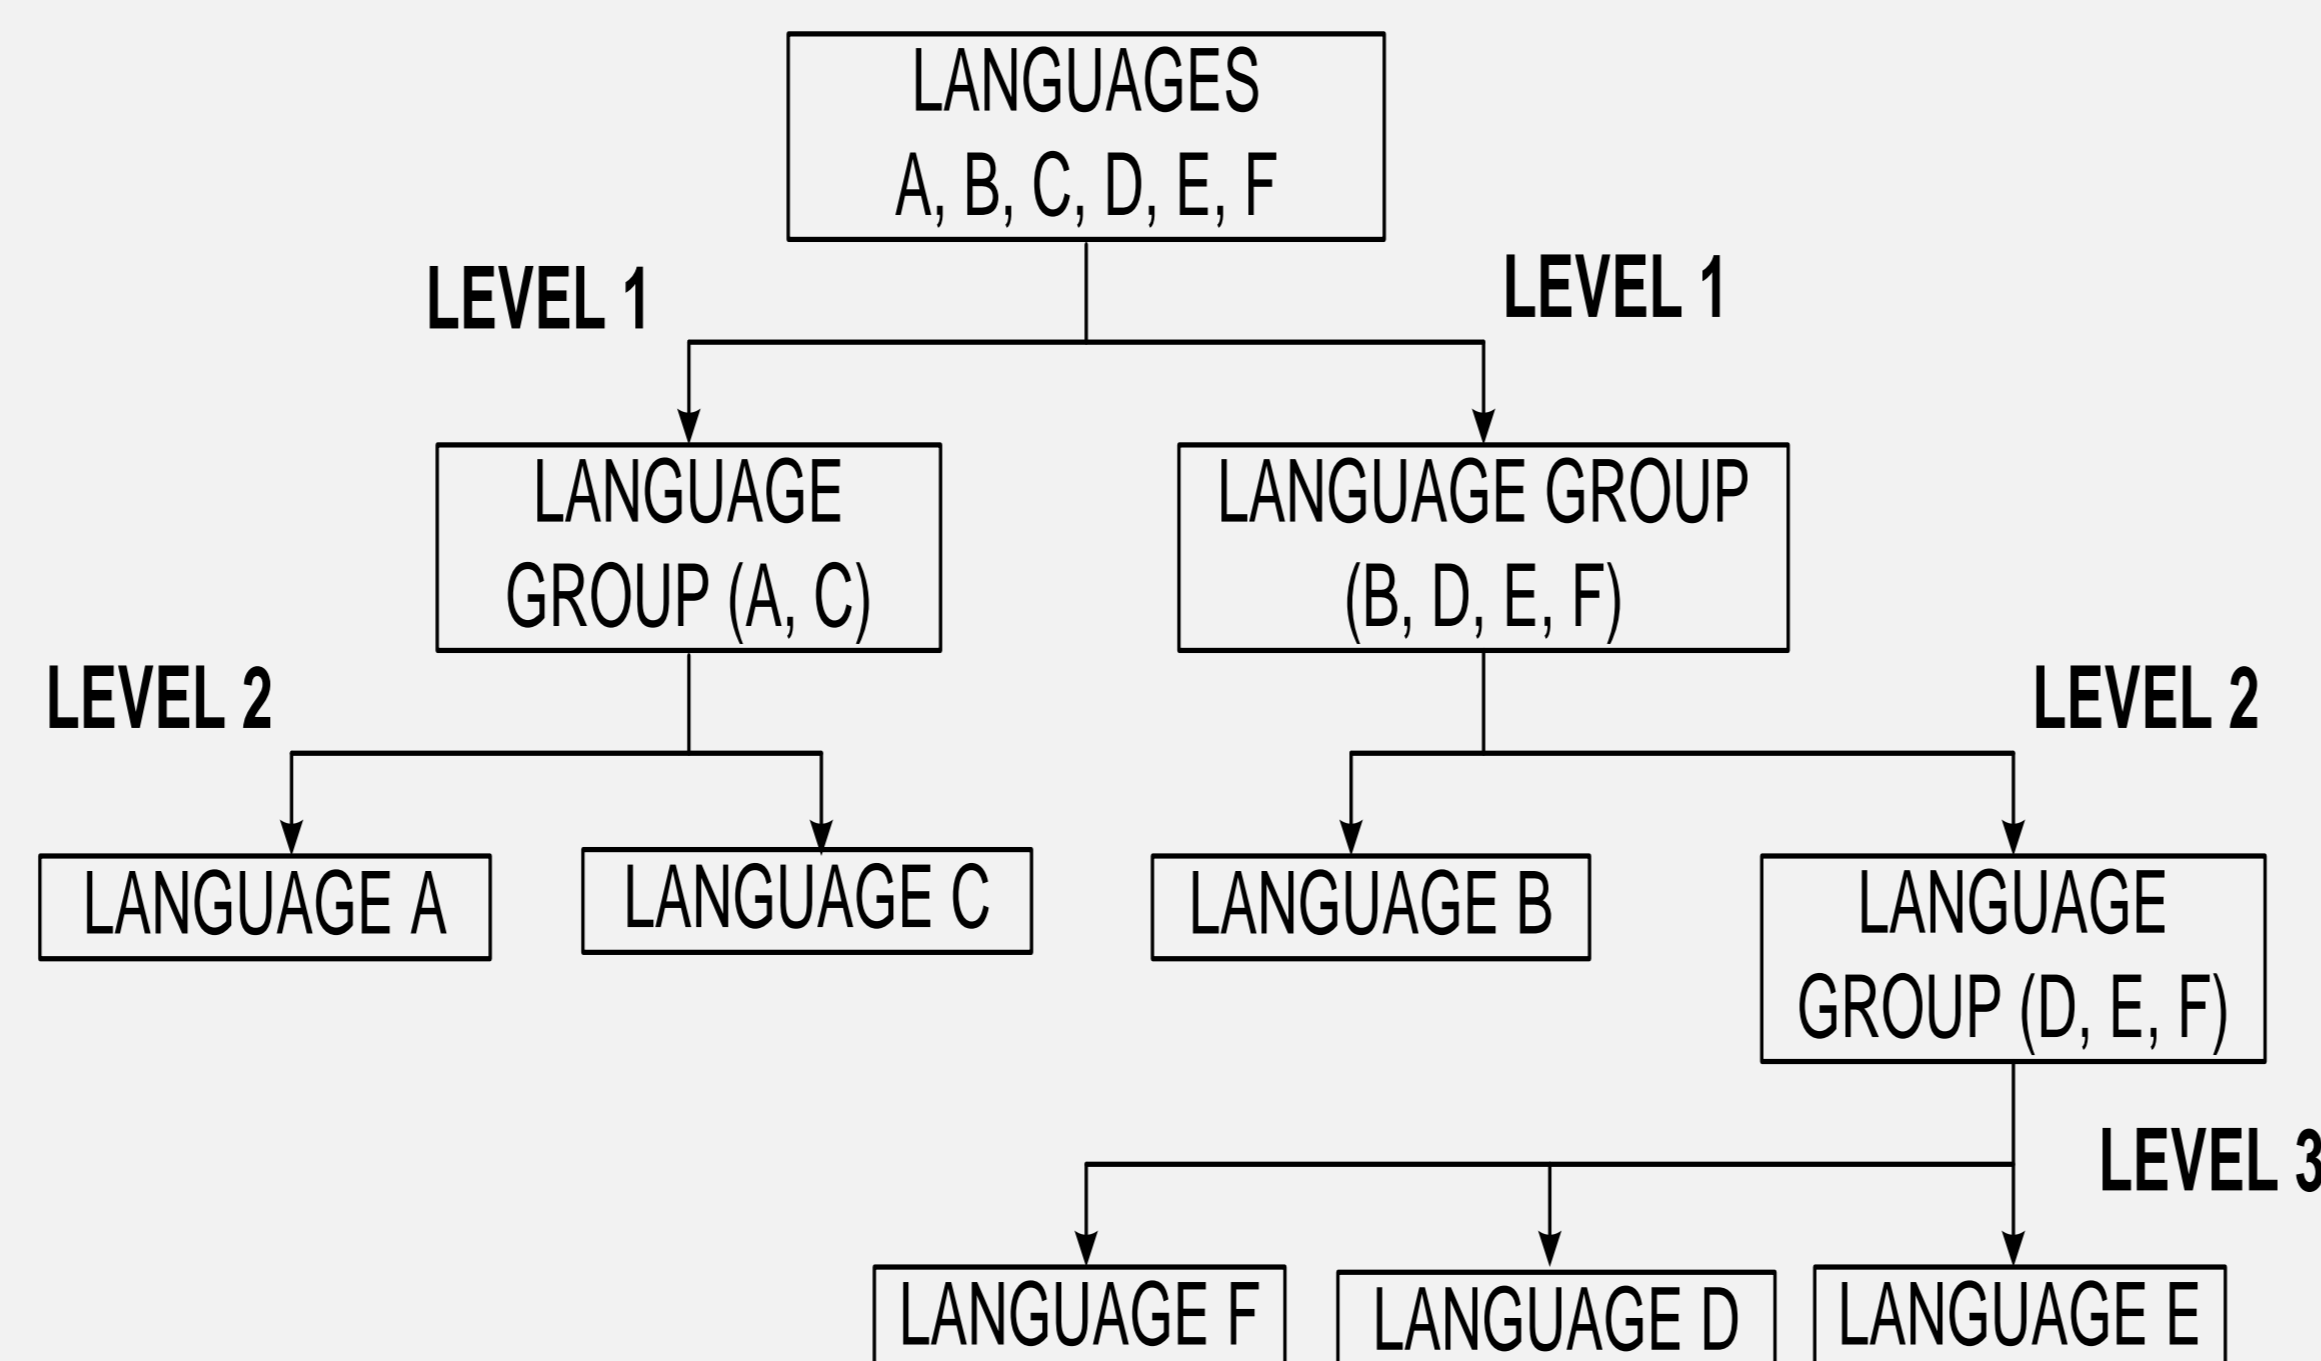 LANGUAGES
A, B, C, D, E, F
LEVEL 1
LEVEL 1
LANGUAGE
GROUP (A, C)
LANGUAGE GROUP
(B, D, E, F)
LEVEL 2
LEVEL 2
LANGUAGE A
LANGUAGE C
LANGUAGE B
LANGUAGE
GROUP (D, E, F)
LEVEL 3
LANGUAGE F
LANGUAGE D
LANGUAGE E